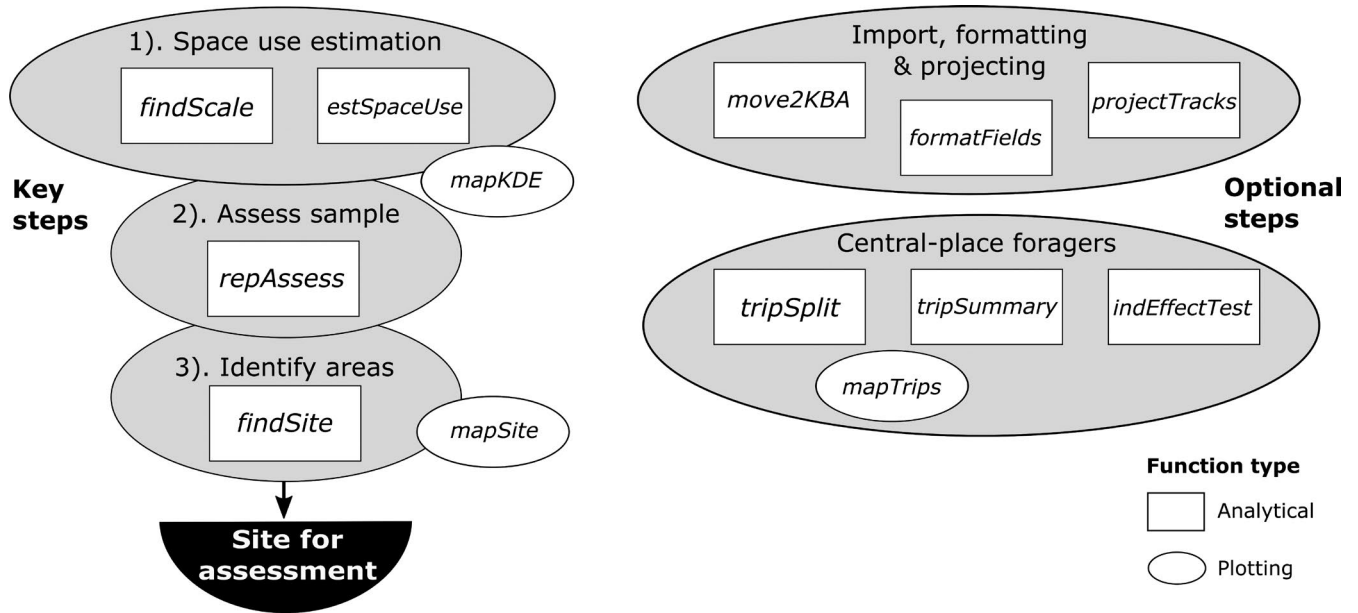 1). Space use estimation
findScale
estSpaceUse
mapKDE
Key
steps
2). Assess sample
repAssess
3). Identify areas
findSite
mapSite
Site for
assessment
Import, formatting
& projecting
move2KBA
formatFields
projectTracks
Optional
steps
Central-place foragers
tripSplit
tripSummary
indEffectTest
mapTrips
Function type
Analytical
Plotting